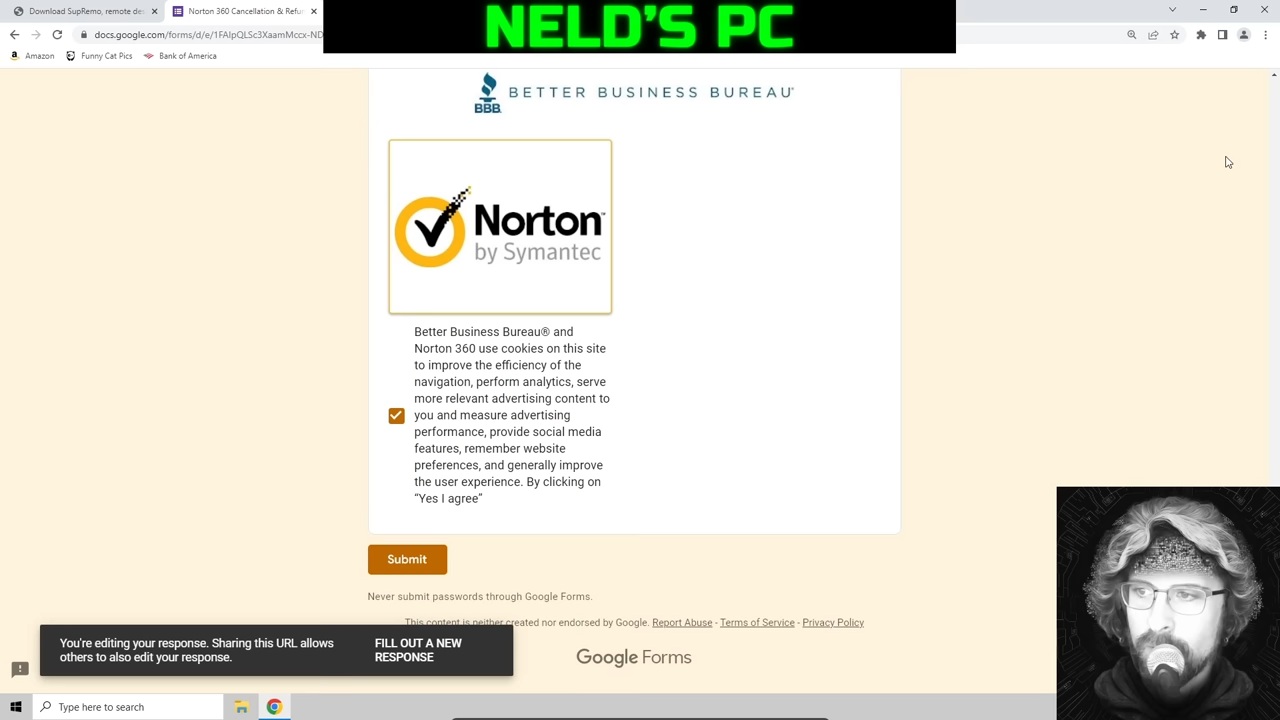 NELD'S PC
Download SupRemo, remote des
Norton 360 Cancellation & Refun
docs.google.com/forms/d/e/1FAIpQLSc3XaamMccx-ND
Amazon
Funny Cat Pics
Bank of America
BBB.
BETTER BUSINESS BUREAU®
Norton™
by Symantec
Better Business Bureau® and
Norton 360 use cookies on this site
to improve the efficiency of the
navigation, perform analytics, serve
more relevant advertising content to
you and measure advertising
performance, provide social media
features, remember website
preferences, and generally improve
the user experience. By clicking on
“Yes I agree”
Submit
Never submit passwords through Google Forms.
This content is neither created nor endorsed by Google. Report Abuse - Terms of Service - Privacy Policy
You're editing your response. Sharing this URL allows
others to also edit your response.
FILL OUT A NEW
RESPONSE
Google Forms
Type here to search